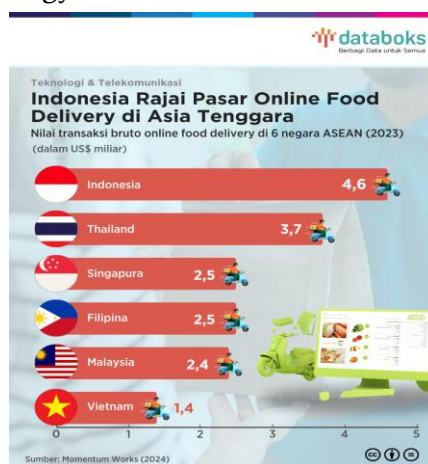 databoks
Berbagi Data untuk Semua
Teknologi & Telekomunikasi
Indonesia Rajai Pasar Online Food
Delivery di Asia Tenggara
Nilai transaksi bruto online food delivery di 6 negara ASEAN (2023)
(dalam US$ miliar)
Indonesia 4,6
Thailand 3,7
Singapura 2,5
Filipina 2,5
Malaysia 2,4
Vietnam 1,4
0 1 2 3 4 5
Sumber: Momentum Works (2024)
cc